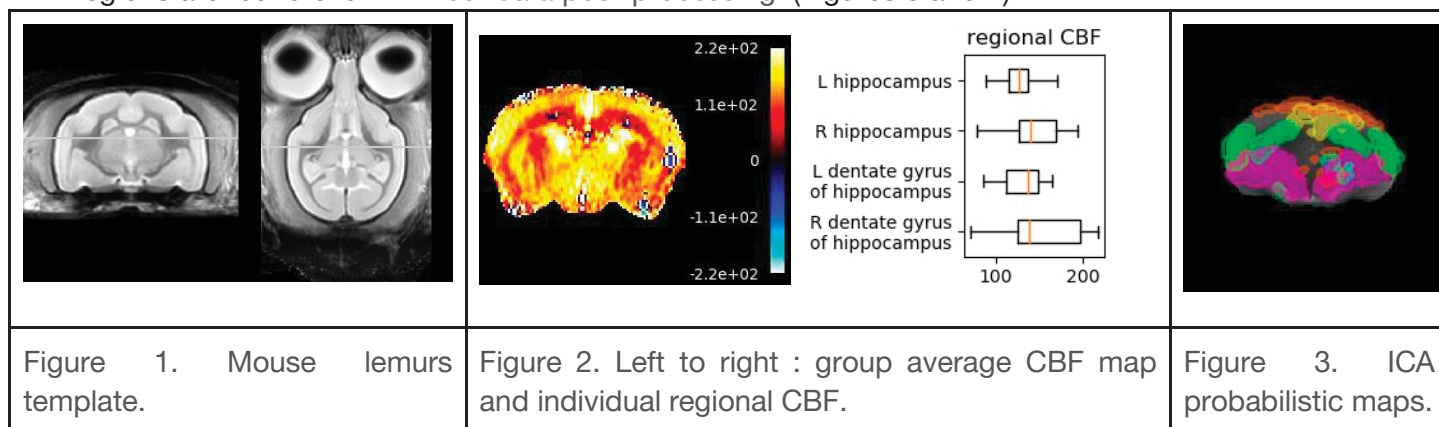 regional CBF
2.2e+02
1.1e+02
0
-1.1e+02
-2.2e+02
L hippocampus
R hippocampus
L dentate gyrus
of hippocampus
R dentate gyrus
of hippocampus
100 200
Figure 1. Mouse lemurs
template.
Figure 2. Left to right : group average CBF map
and individual regional CBF.
Figure 3. ICA
probabilistic maps.